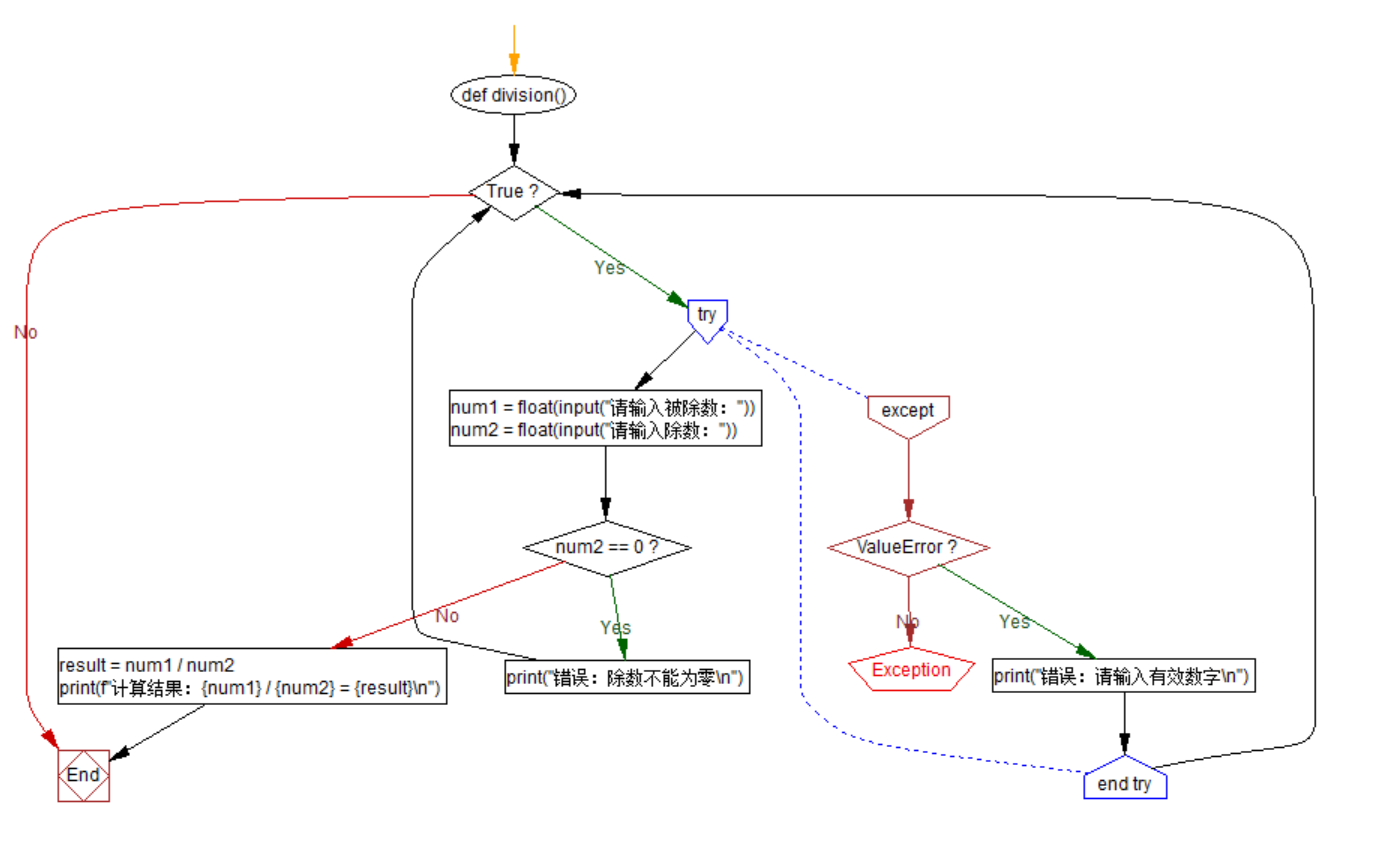 def division()
True ?
Yes
try
No
num1 = float(input("请输入被除数："))
num2 = float(input("请输入除数："))
except
num2 == 0 ?
ValueError ?
No
Yes
No
Yes
result = num1 / num2
print(f"计算结果：{num1} / {num2} = {result}\n")
print("错误：除数不能为零\n")
Exception
print("错误：请输入有效数字\n")
End
end try